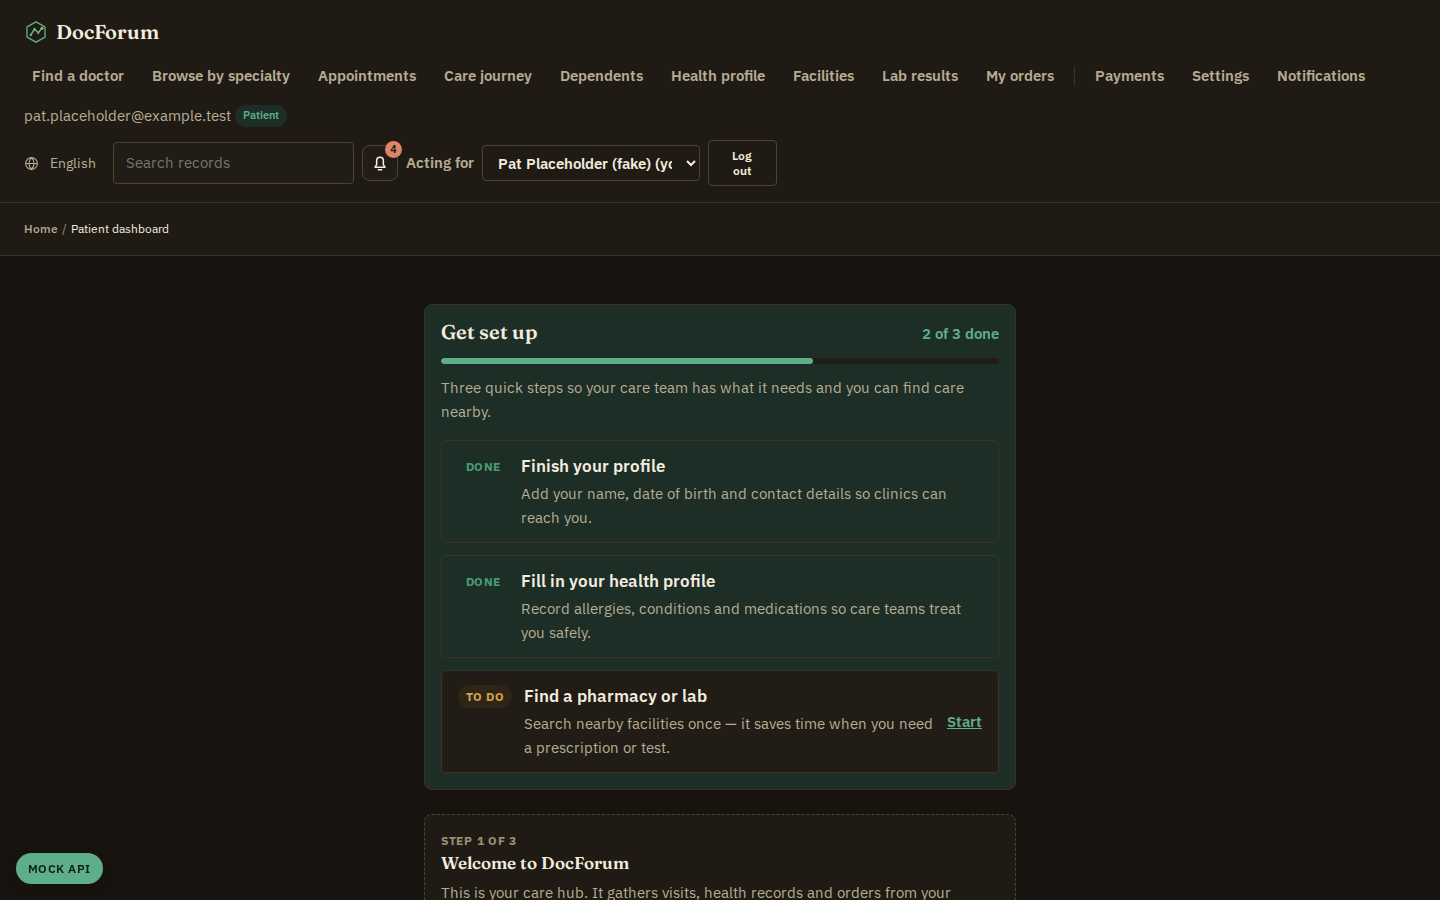 DocForum
Find a doctor Browse by specialty Appointments Care journey Dependents Health profile Facilities Lab results My orders Payments Settings Notifications
pat.placeholder@example.test Patient
English Search records 4 Acting for Pat Placeholder (fake) (yo Log
out
Home / Patient dashboard
Get set up 2 of 3 done
Three quick steps so your care team has what it needs and you can find care
nearby.
DONE Finish your profile
Add your name, date of birth and contact details so clinics can
reach you.
DONE Fill in your health profile
Record allergies, conditions and medications so care teams treat
you safely.
TO DO Find a pharmacy or lab
Search nearby facilities once — it saves time when you need Start
a prescription or test.
STEP 1 OF 3
Welcome to DocForum
This is your care hub. It gathers visits, health records and orders from your
MOCK API